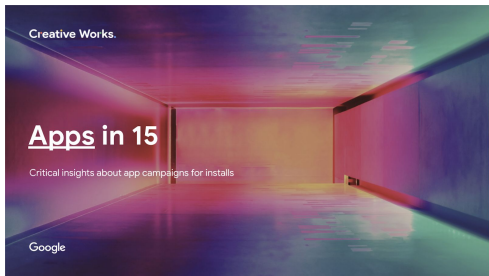 Creative Works.
Apps in 15
Critical insights about app campaigns for installs
Google